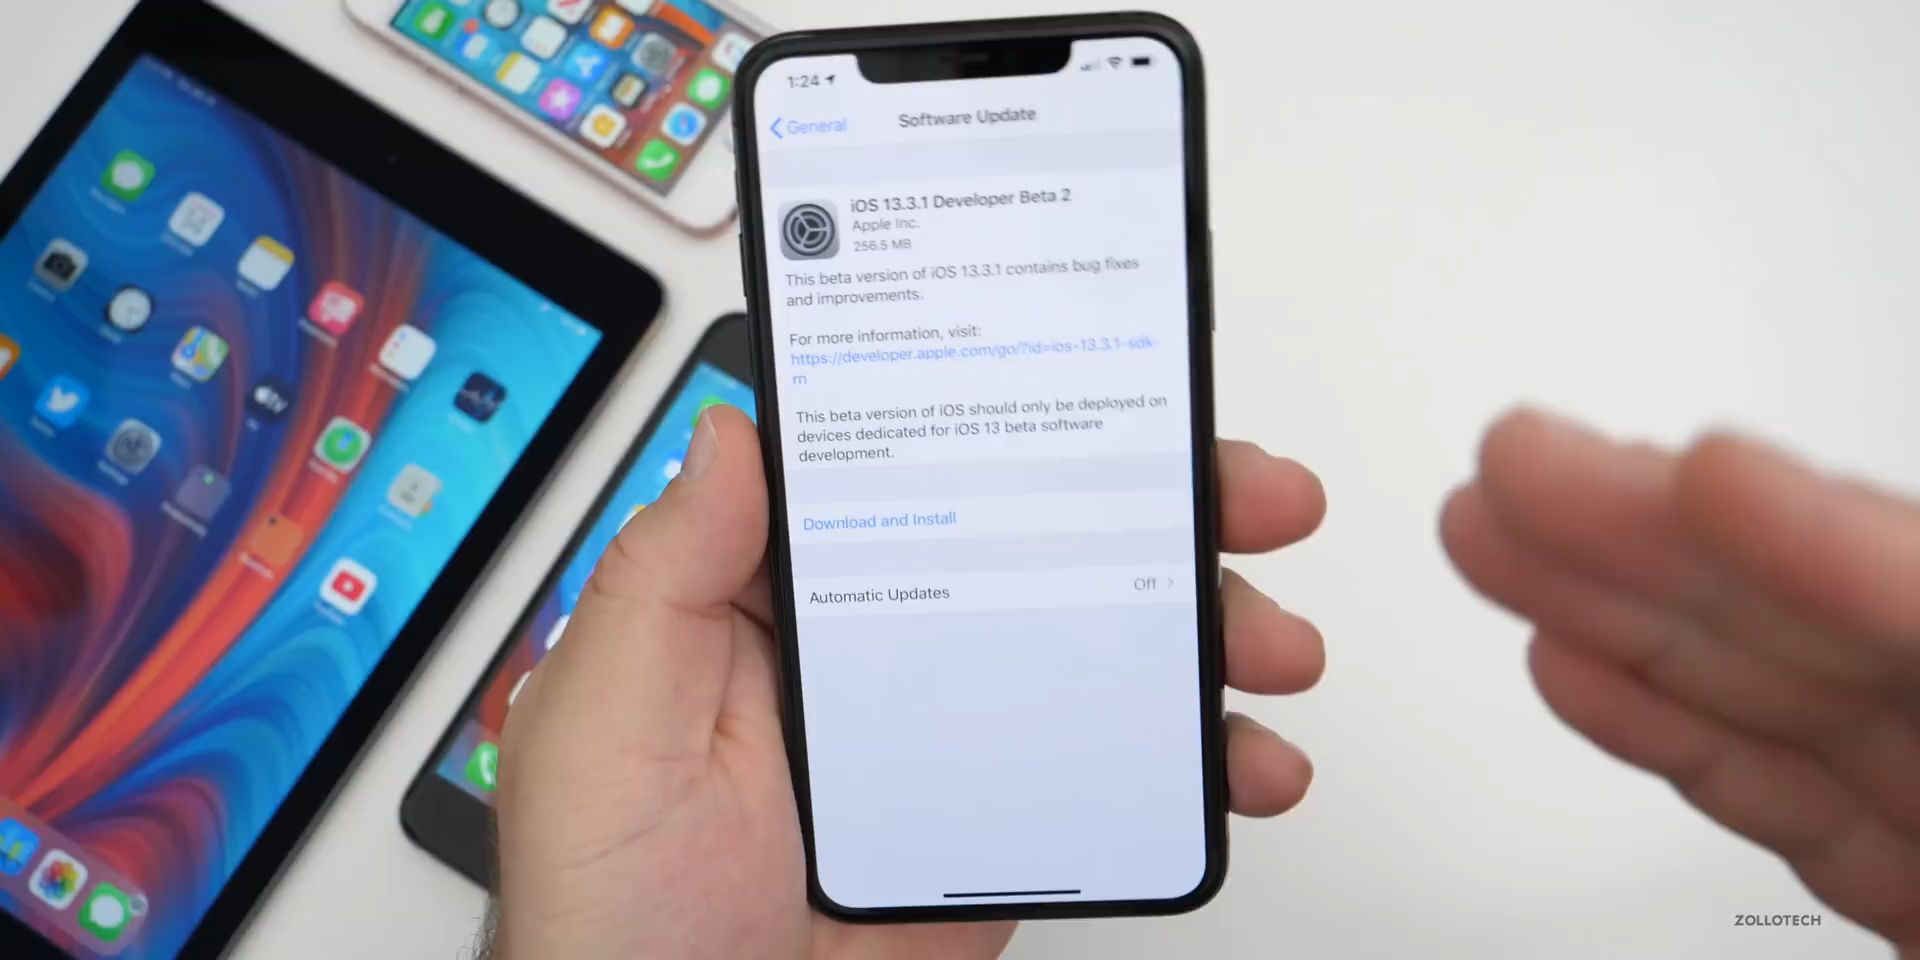 1:24
General
Software Update
iOS 13.3.1 Developer Beta 2
Apple Inc.
256.5 MB
This beta version of iOS 13.3.1 contains bug fixes
and improvements.
For more information, visit:
https://developer.apple.com/go/?id=ios-13.3.1-sdk-
rn
This beta version of iOS should only be deployed on
devices dedicated for iOS 13 beta software
development.
Download and Install
Automatic Updates Off
ZOLLOTECH